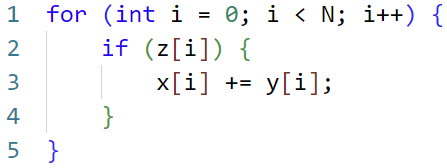 1 for (int i = 0; i < N; i++) {
2     if (z[i]) {
3         x[i] += y[i];
4     }
5 }